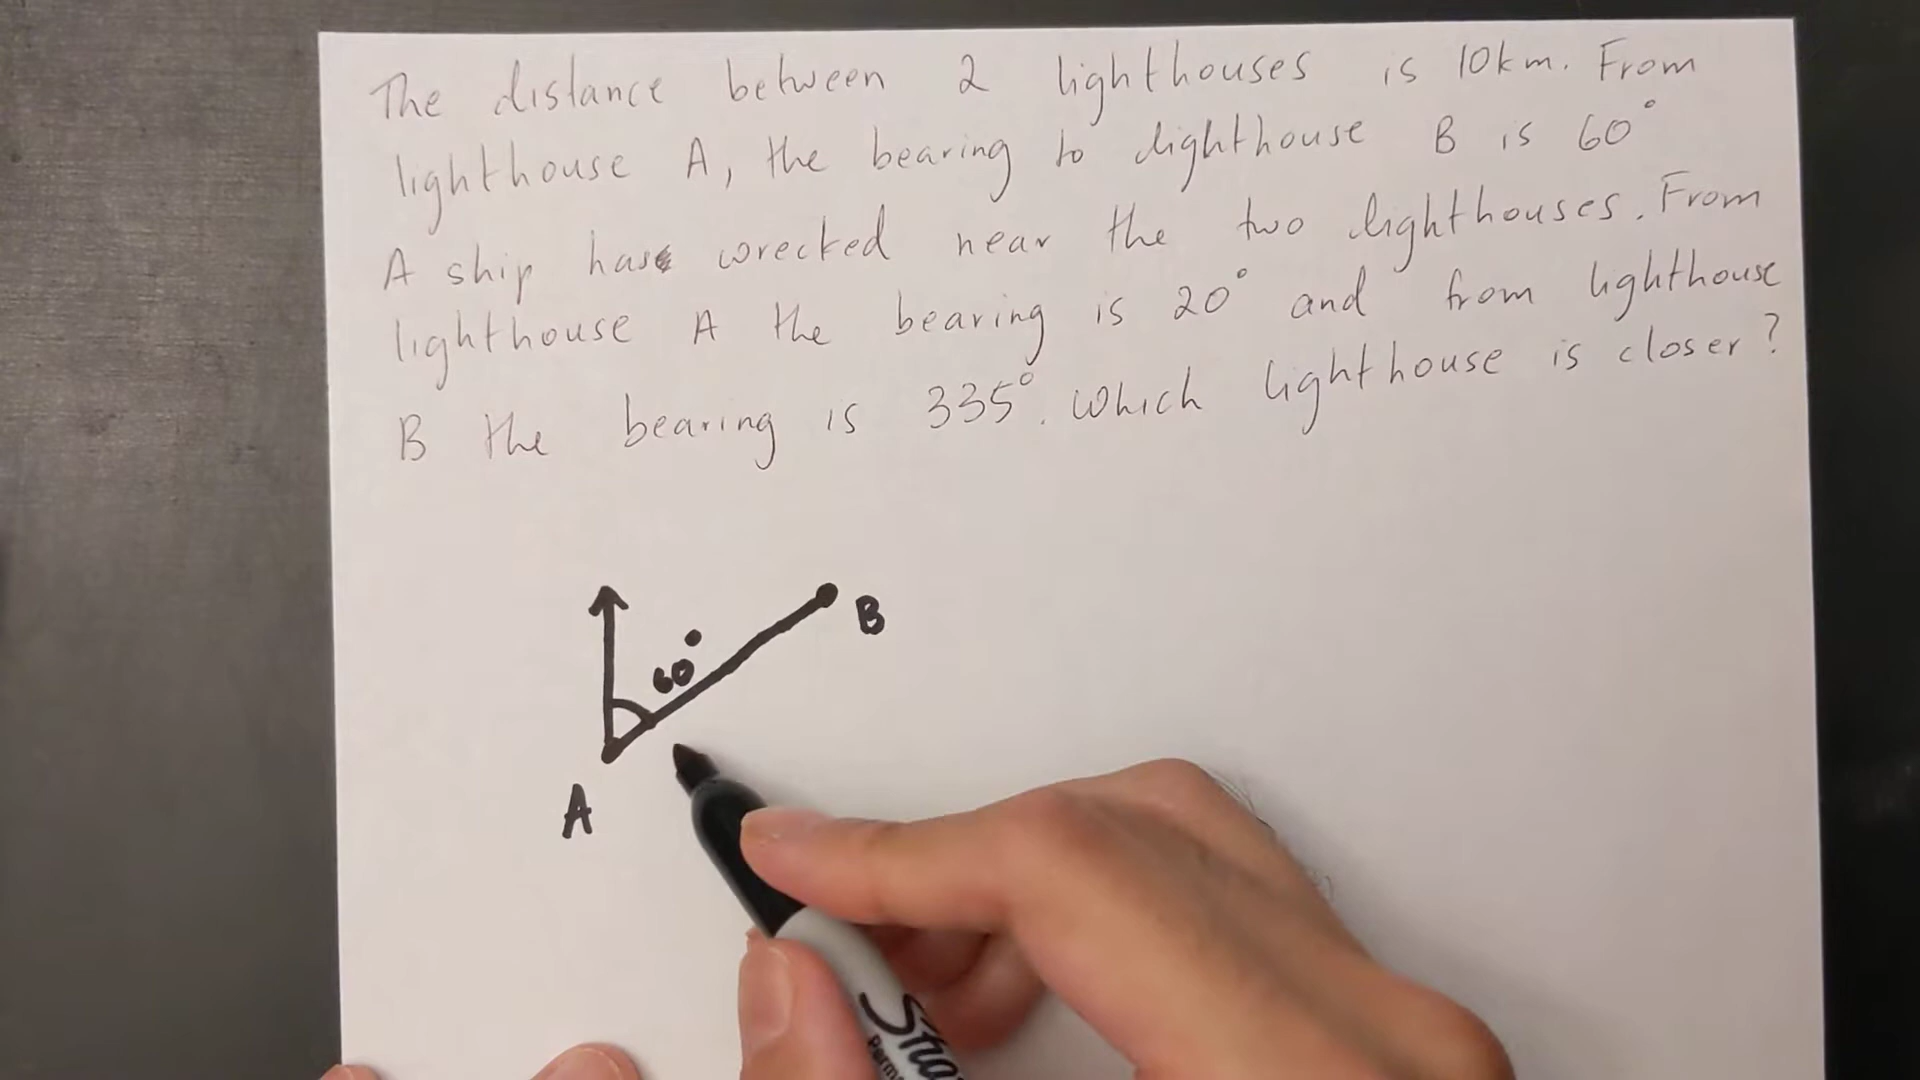 The distance between 2 lighthouses is 10km. From
lighthouse A, the bearing to lighthouse B is 60°
A ship has wrecked near the two lighthouses. From
lighthouse A the bearing is 20° and from lighthouse
B the bearing is 335°. Which lighthouse is closer?
60°
B
A